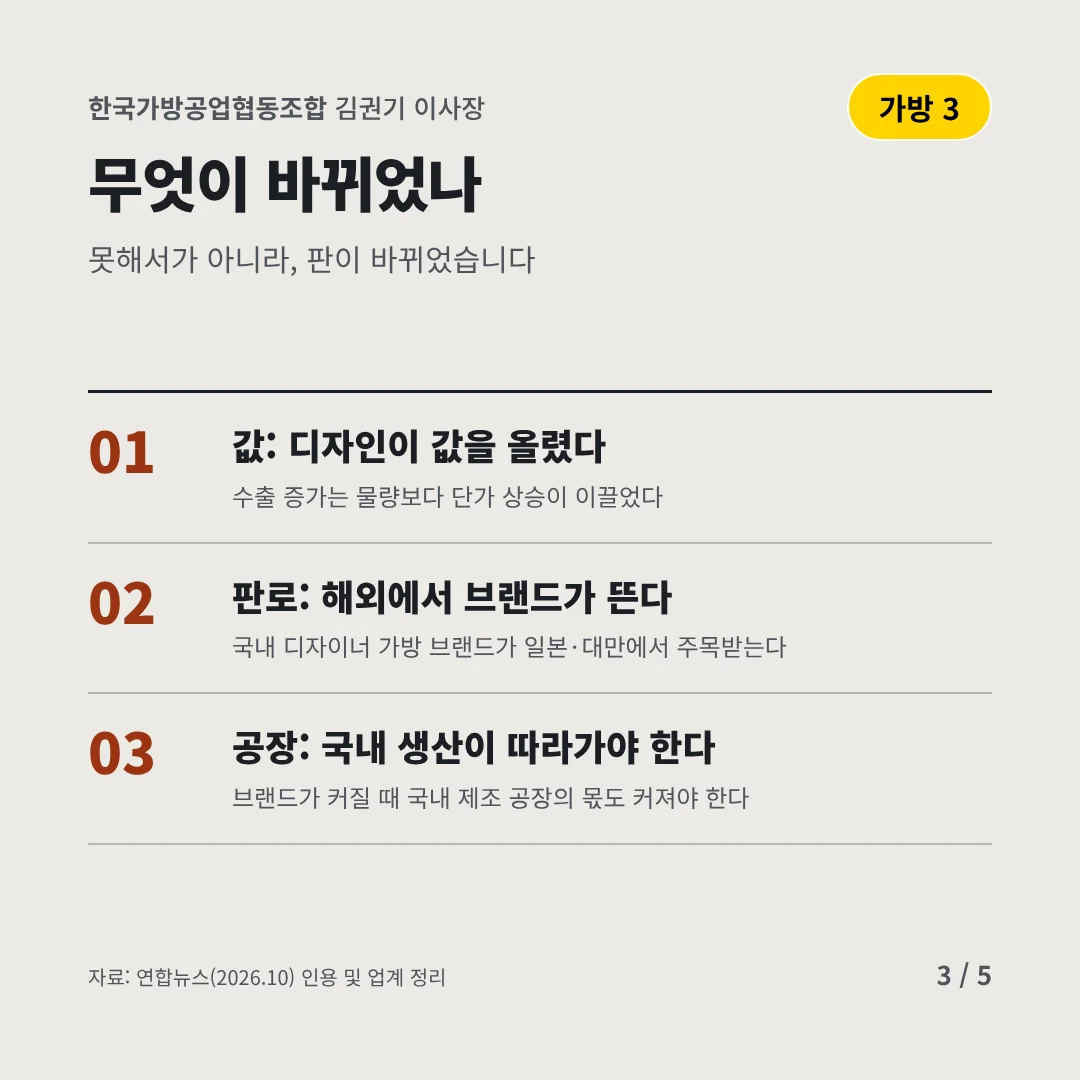 한국가방공업협동조합 김권기 이사장
가방 3
무엇이 바뀌었나
못해서가 아니라, 판이 바뀌었습니다
01
값: 디자인이 값을 올렸다
수출 증가는 물량보다 단가 상승이 이끌었다
02
판로: 해외에서 브랜드가 뜬다
국내 디자이너 가방 브랜드가 일본·대만에서 주목받는다
03
공장: 국내 생산이 따라가야 한다
브랜드가 커질 때 국내 제조 공장의 몫도 커져야 한다
자료: 연합뉴스(2026.10) 인용 및 업계 정리
3 / 5